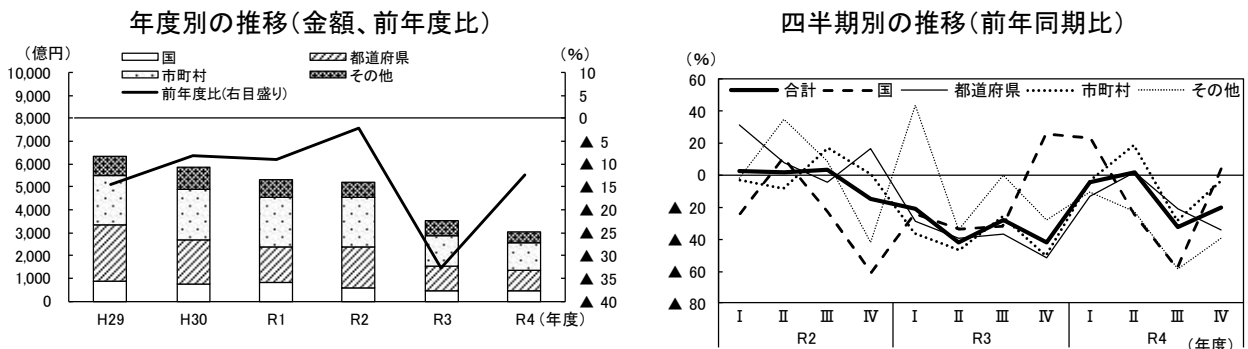 年度別の推移(金額、前年度比)
(億円)
(%)
国
都道府県
市町村
その他
前年度比(右目盛り)
10,000
9,000
8,000
7,000
6,000
5,000
4,000
3,000
2,000
1,000
0
10
5
0
▲ 5
▲ 10
▲ 15
▲ 20
▲ 25
▲ 30
▲ 35
▲ 40
H29 H30 R1 R2 R3 R4 (年度)
四半期別の推移(前年同期比)
(%)
合計 国 都道府県 市町村 その他
60
40
20
0
▲ 20
▲ 40
▲ 60
▲ 80
Ⅰ Ⅱ Ⅲ Ⅳ Ⅰ Ⅱ Ⅲ Ⅳ Ⅰ Ⅱ Ⅲ Ⅳ
R2 R3 R4 (年度)